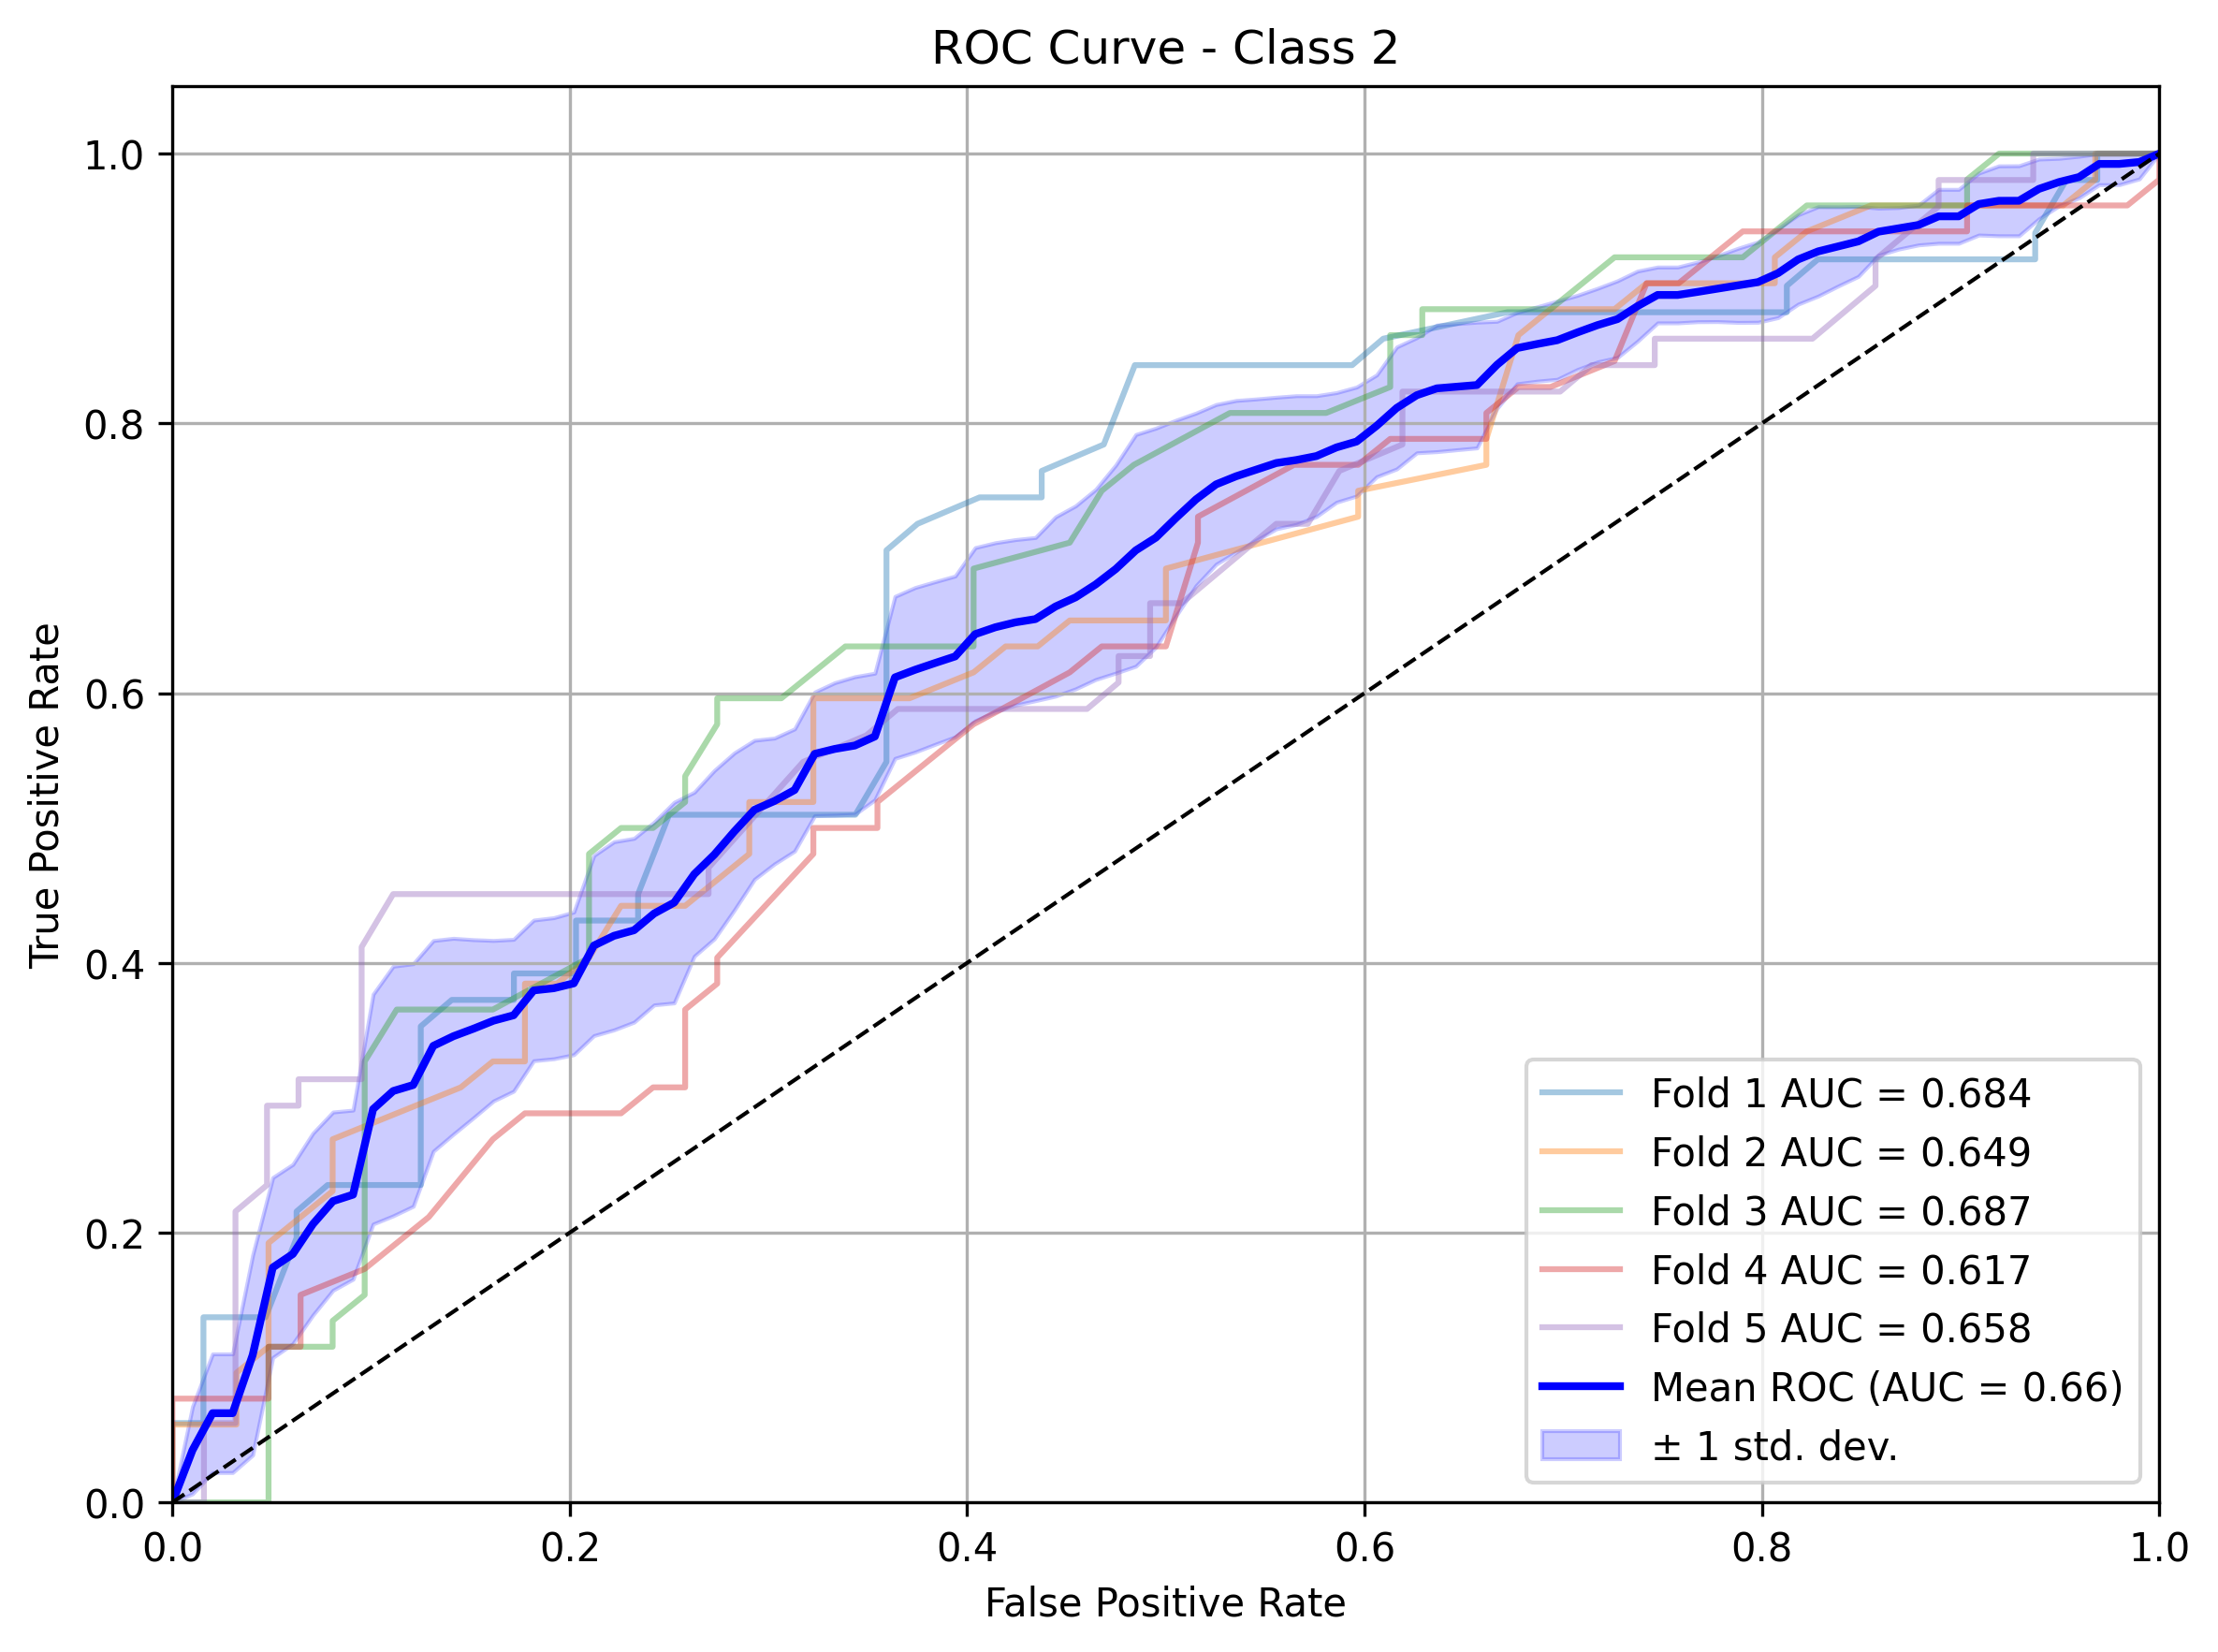 ROC Curve - Class 2
True Positive Rate
1.0
0.8
0.6
0.4
0.2
0.0
0.0 0.2 0.4 0.6 0.8 1.0
False Positive Rate
Fold 1 AUC = 0.684
Fold 2 AUC = 0.649
Fold 3 AUC = 0.687
Fold 4 AUC = 0.617
Fold 5 AUC = 0.658
Mean ROC (AUC = 0.66)
± 1 std. dev.